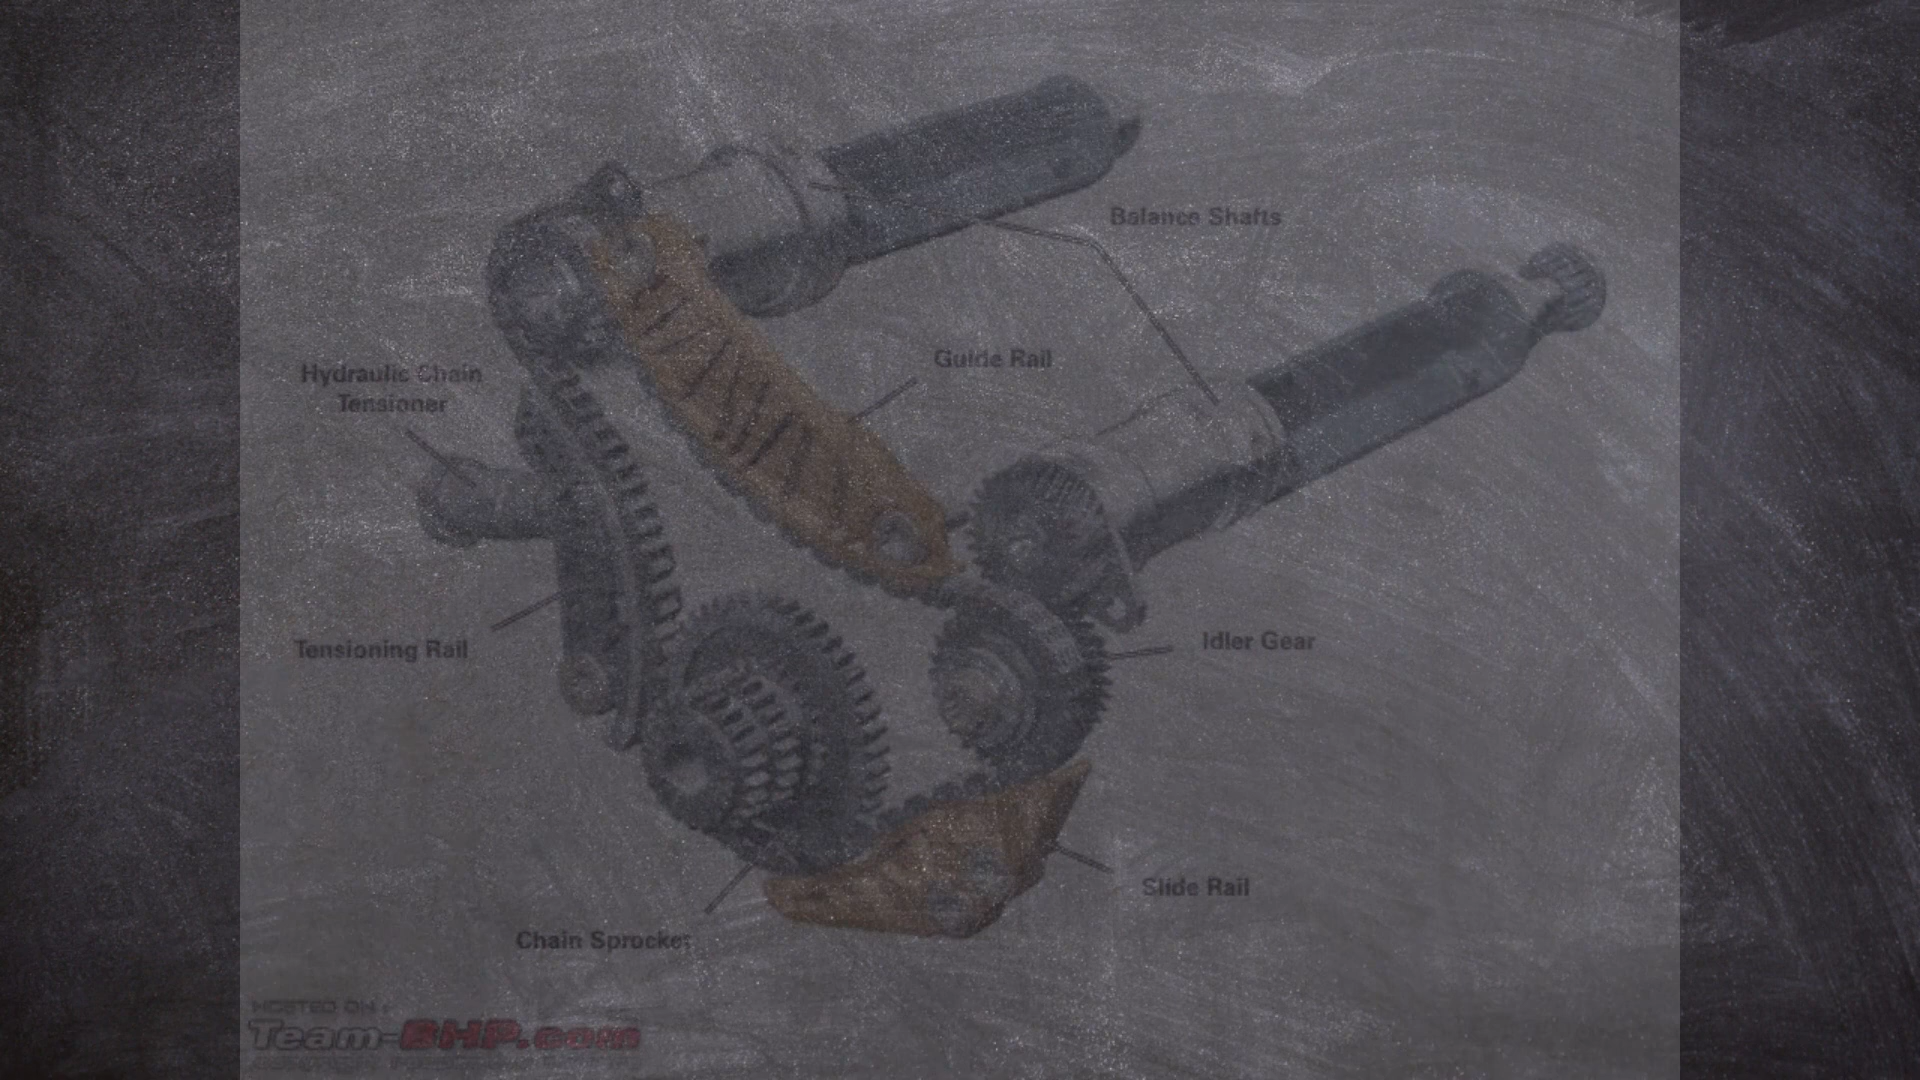 Balance Shafts
Guide Rail
Hydraulic Chain
Tensioner
Tensioning Rail
Idler Gear
Slide Rail
Chain Sprocket
HOSTED ON :
Team-BHP.com